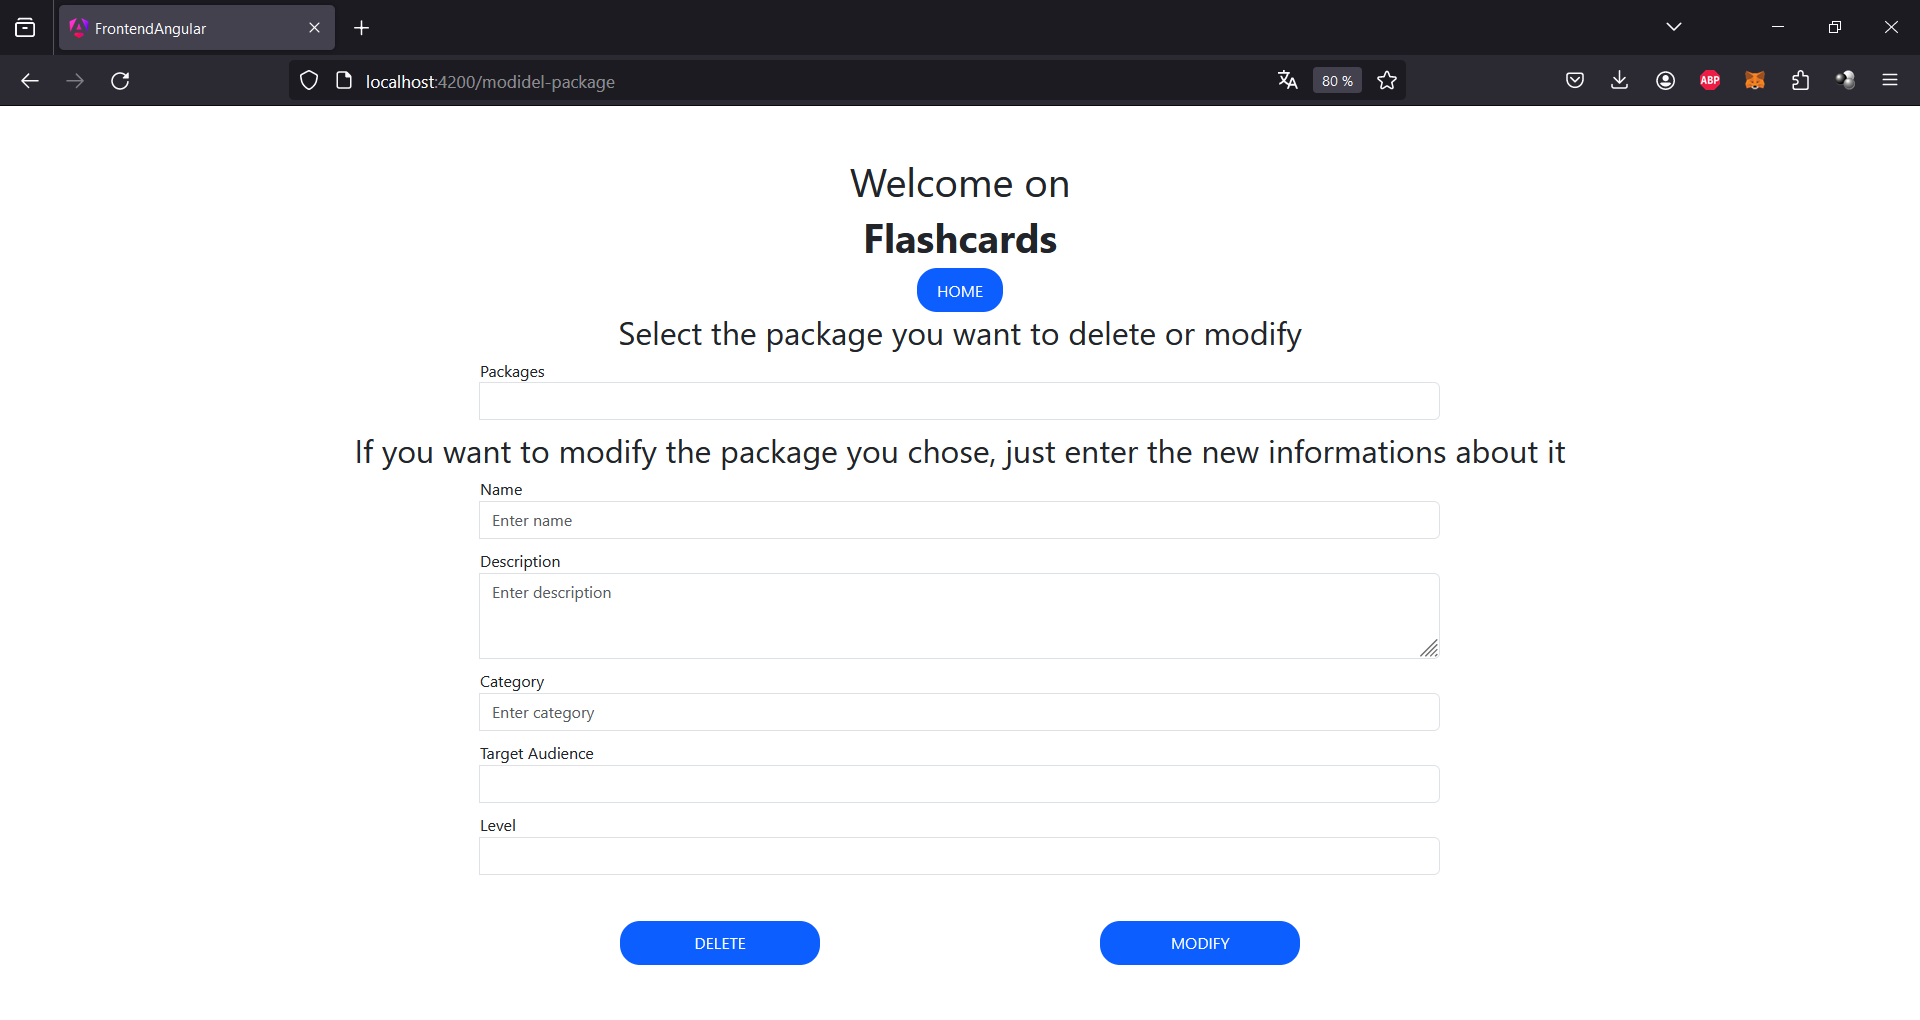 FrontendAngular
localhost:4200/modidel-package
80 %
ABP
Welcome on
Flashcards
HOME
Select the package you want to delete or modify
Packages
If you want to modify the package you chose, just enter the new informations about it
Name
Enter name
Description
Enter description
Category
Enter category
Target Audience
Level
DELETE
MODIFY